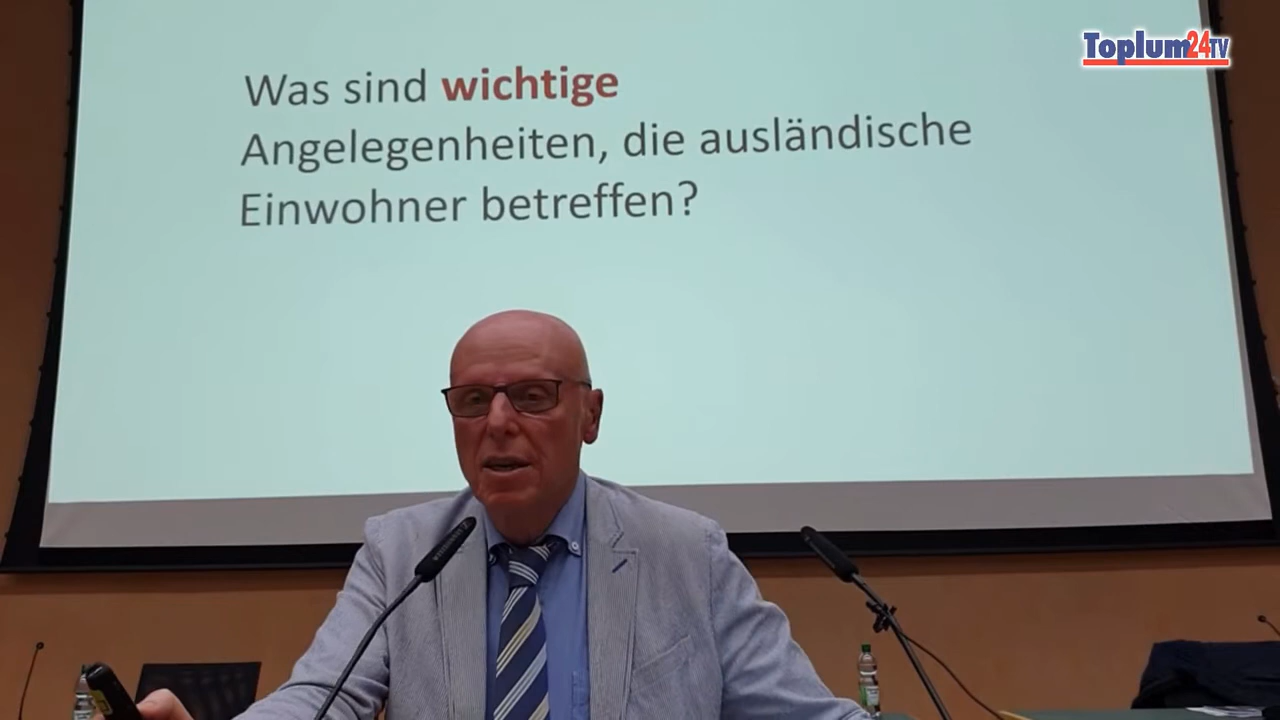 Toplum24TV
Was sind wichtige
Angelegenheiten, die ausländische
Einwohner betreffen?